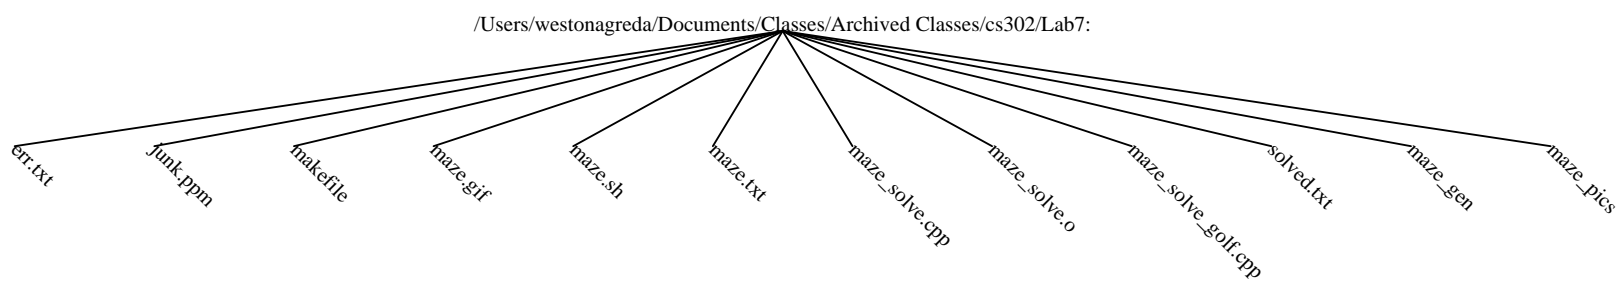 /Users/westonagreda/Documents/Classes/Archived Classes/cs302/Lab7:
err.txt
junk.ppm
makefile
maze.gif
maze.sh
maze.txt
maze_solve.cpp
maze_solve.o
maze_solve_golf.cpp
solved.txt
maze_gen
maze_pics